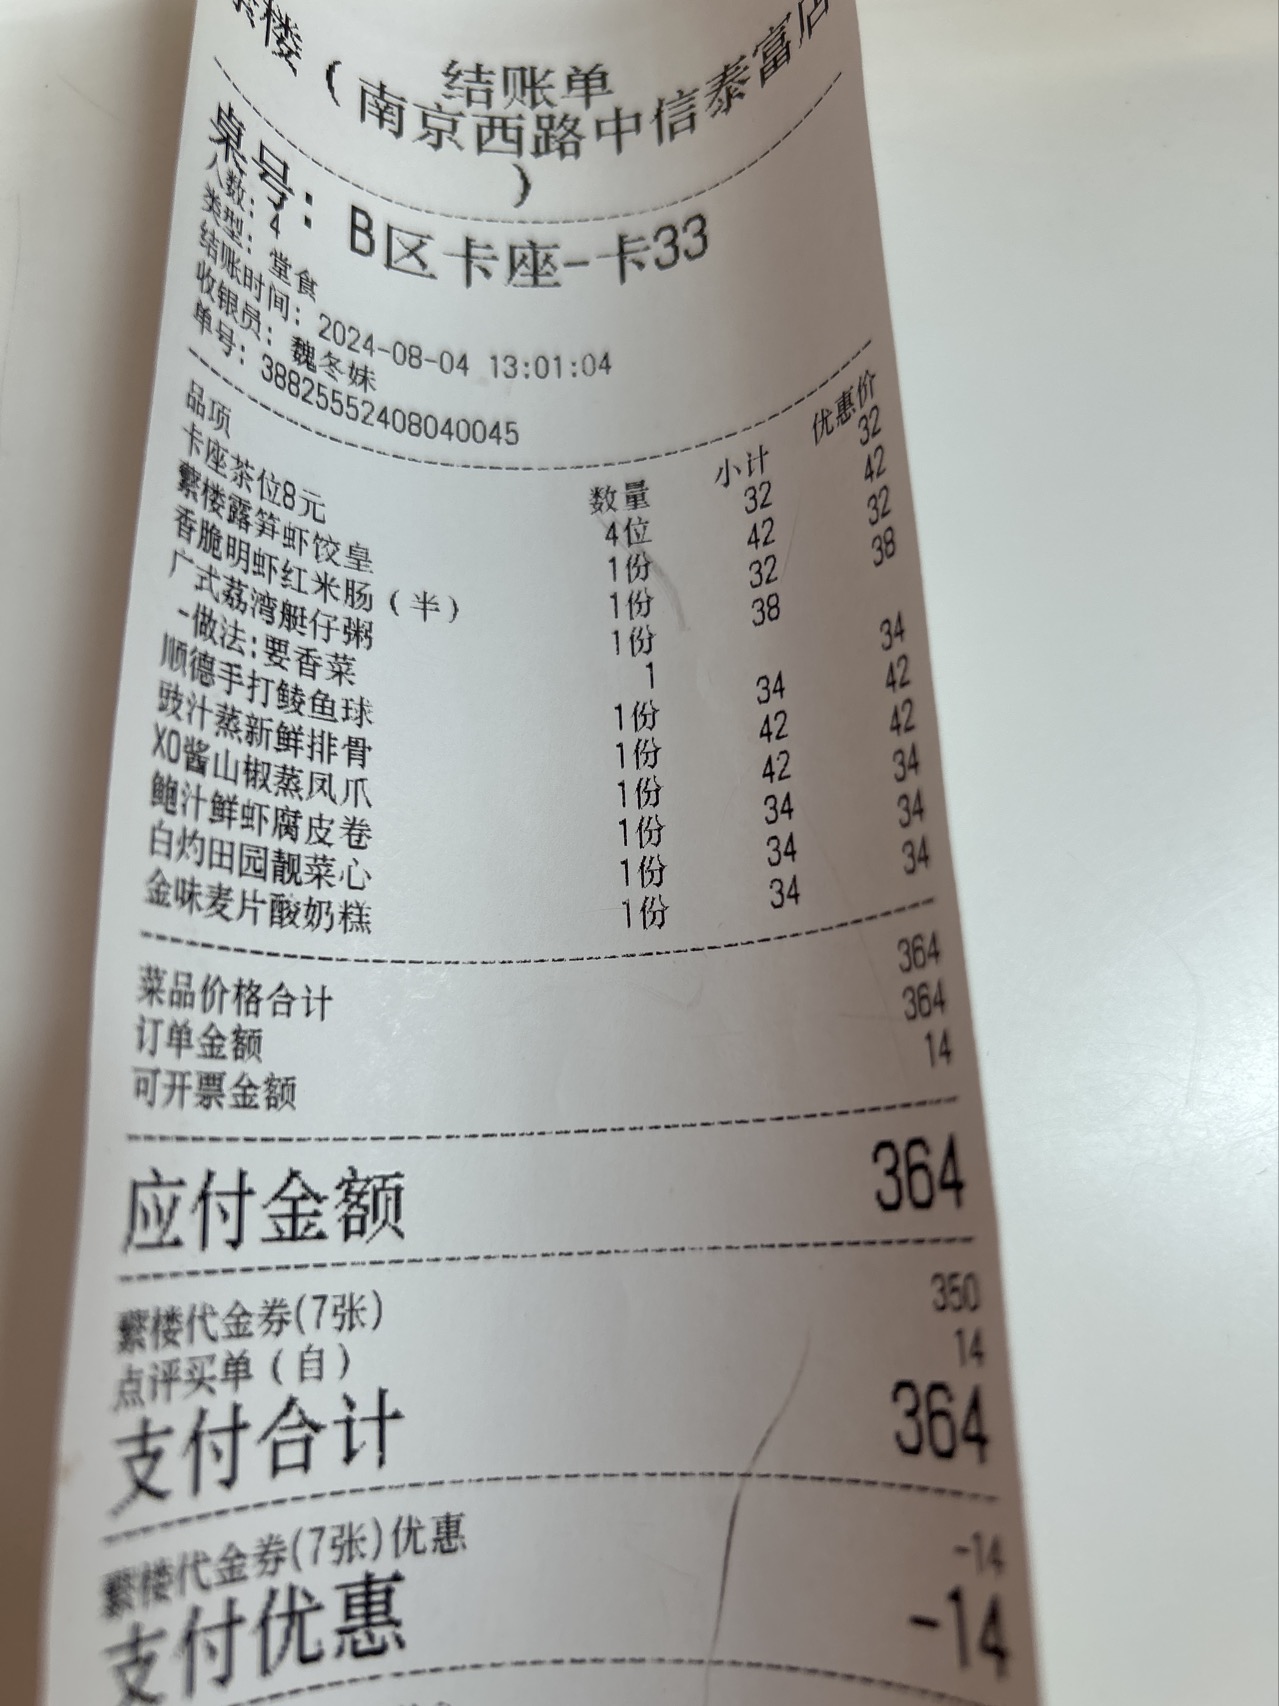 结账单
紫楼（南京西路中信泰富店
）
桌号：B区卡座-卡33
人数：4
类型：堂食
结账时间：2024-08-04 13:01:04
收银员：魏冬妹
单号：38825552408040045
品项 数量 小计 优惠价
卡座茶位8元 4位 32 32
紫楼露笋虾饺皇 1份 42 42
香脆明虾红米肠（半） 1份 32 32
广式荔湾艇仔粥 1份 38 38
-做法:要香菜 1
顺德手打鲮鱼球 1份 34 34
豉汁蒸新鲜排骨 1份 42 42
XO酱山椒蒸凤爪 1份 42 42
鲍汁鲜虾腐皮卷 1份 34 34
白灼田园靓菜心 1份 34 34
金味麦片酸奶糕 1份 34 34
菜品价格合计 364
订单金额 364
可开票金额 14
应付金额 364
紫楼代金券(7张) 350
点评买单（自） 14
支付合计 364
紫楼代金券(7张)优惠 -14
支付优惠 -14